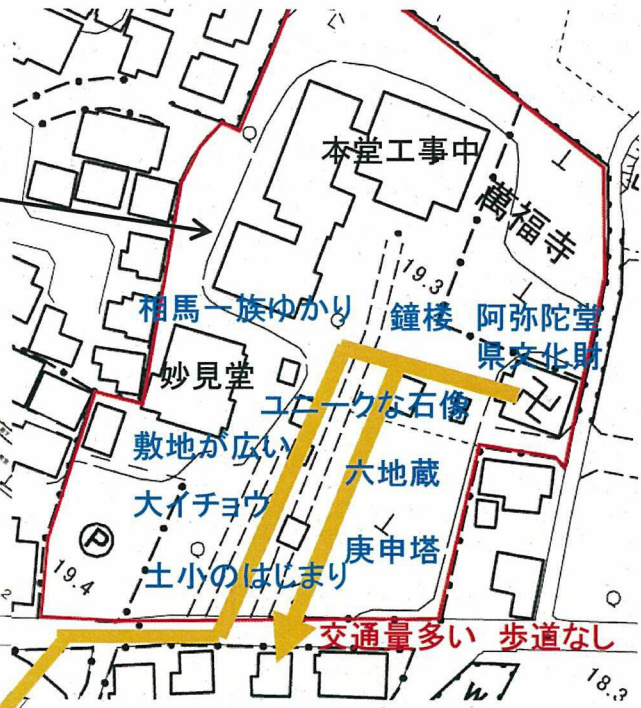 本堂工事中
萬福寺
19.3
相馬一族ゆかり
鐘楼 阿弥陀堂
県文化財
妙見堂
ユニークな石像
敷地が広い
六地蔵
大イチョウ
庚申塔
P
19.4
土小のはじまり
交通量多い 歩道なし
18.3